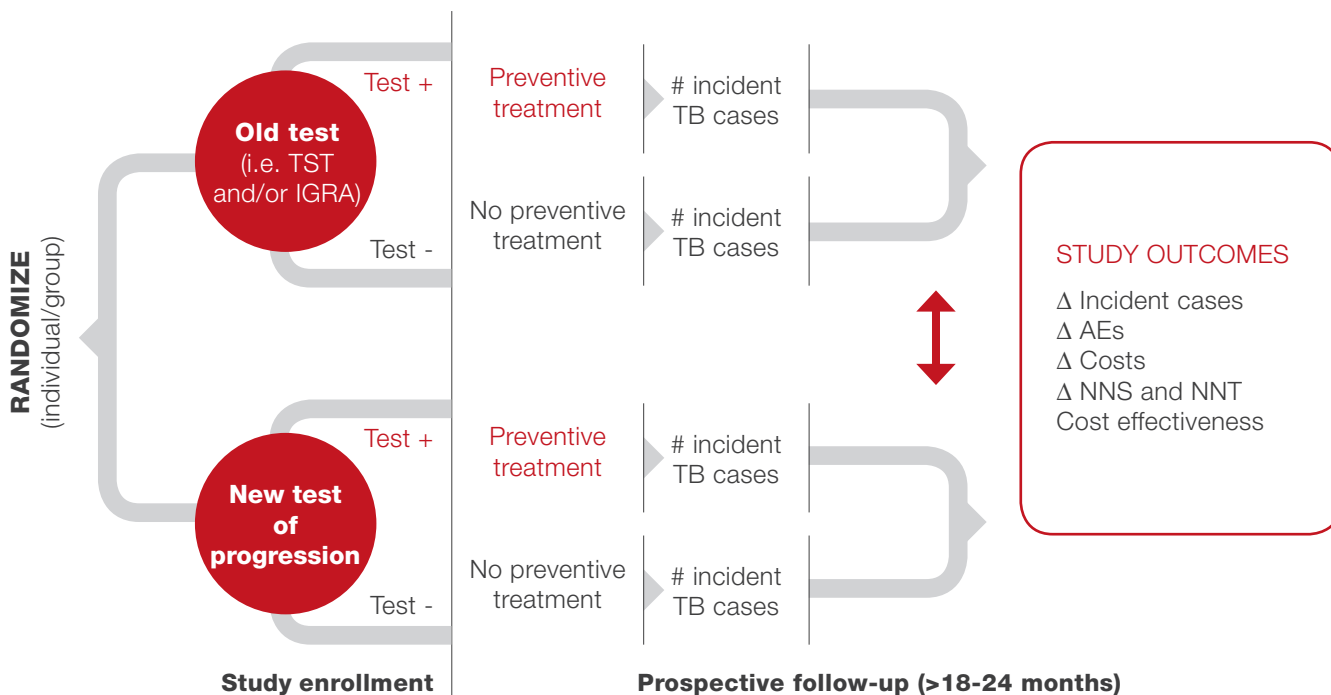 RANDOMIZE
(individual/group)
Old test
(i.e. TST
and/or IGRA)
Test +
Test -
Preventive
treatment
# incident
TB cases
No preventive
treatment
# incident
TB cases
New test
of
progression
Test +
Test -
Preventive
treatment
# incident
TB cases
No preventive
treatment
# incident
TB cases
STUDY OUTCOMES
Δ Incident cases
Δ AEs
Δ Costs
Δ NNS and NNT
Cost effectiveness
Study enrollment
Prospective follow-up (>18-24 months)